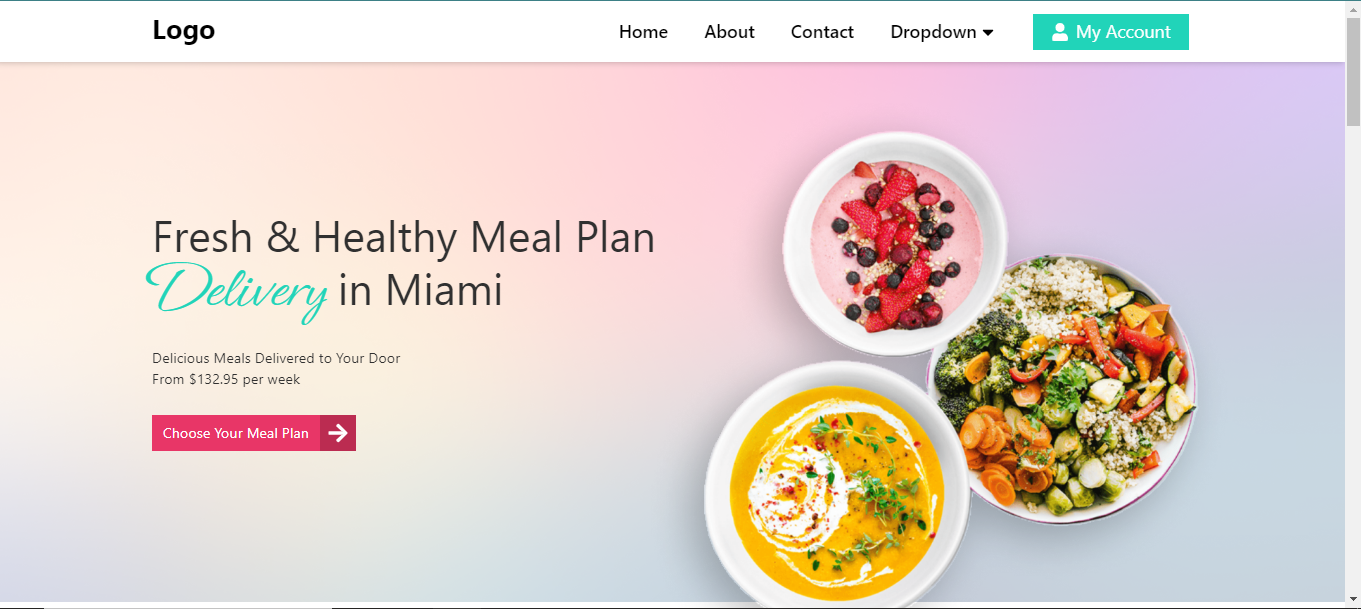 Logo
Home About Contact Dropdown My Account
Fresh & Healthy Meal Plan
Delivery in Miami
Delicious Meals Delivered to Your Door
From $132.95 per week
Choose Your Meal Plan